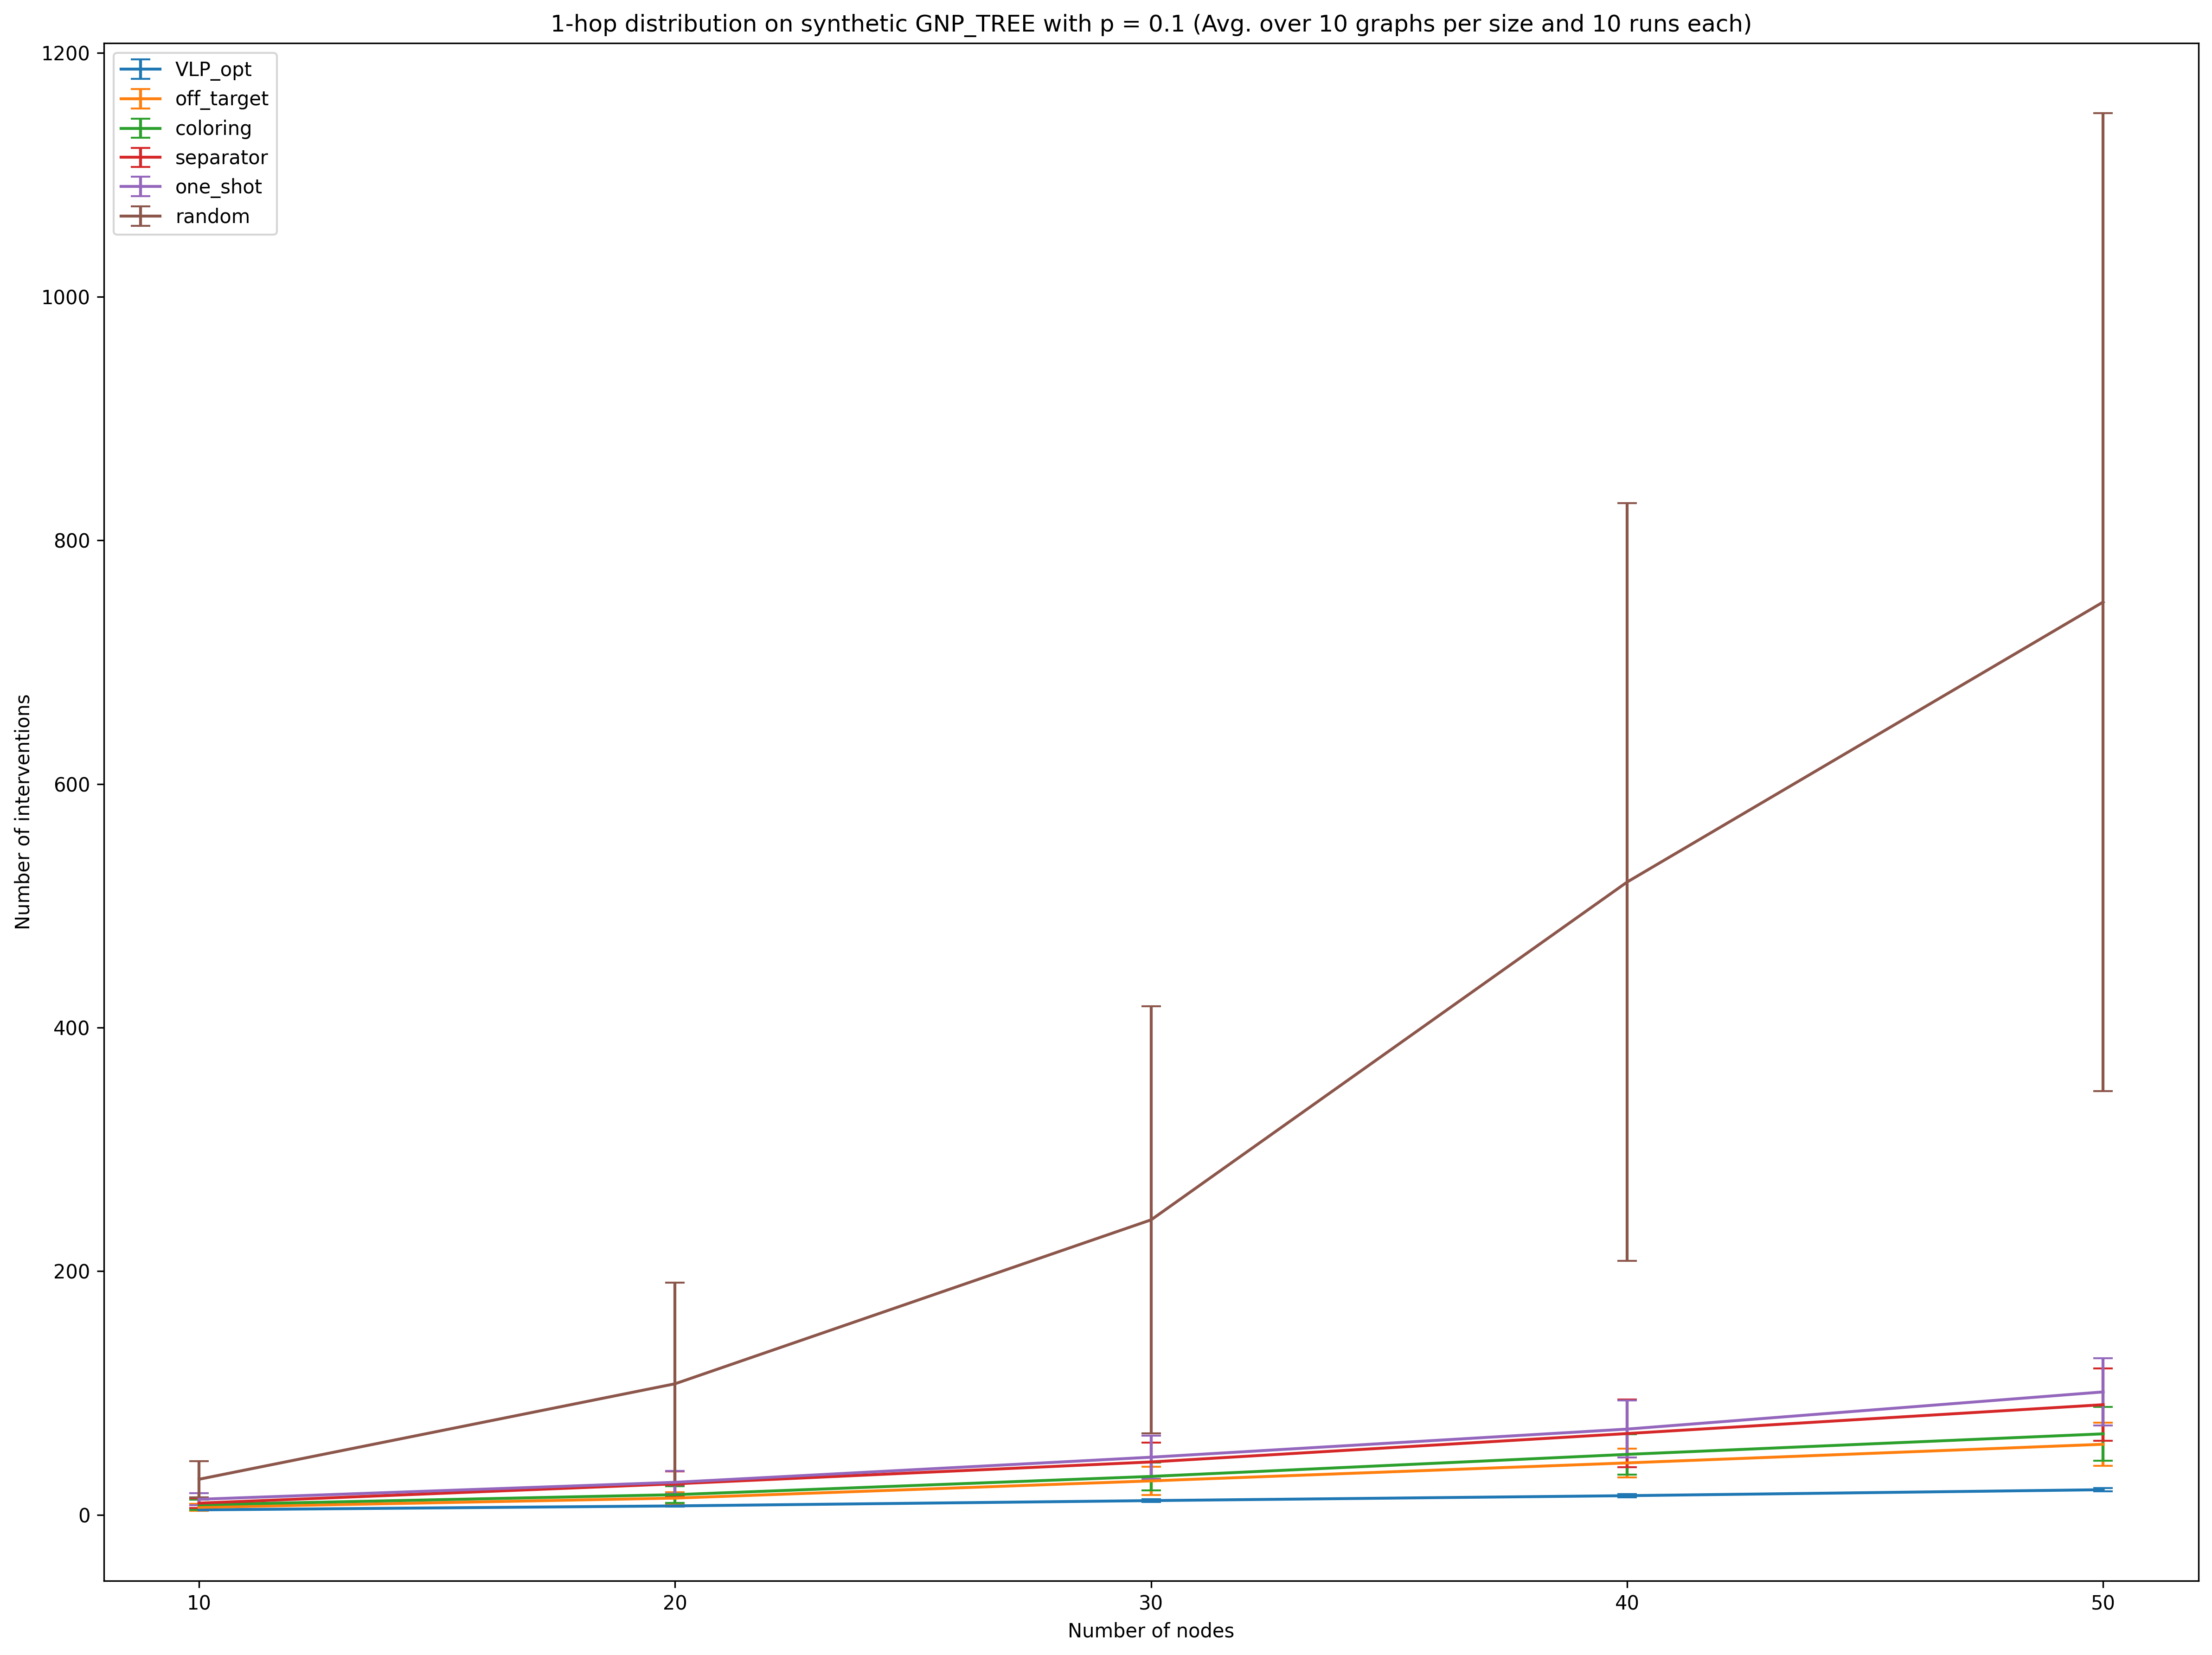 1-hop distribution on synthetic GNP_TREE with p = 0.1 (Avg. over 10 graphs per size and 10 runs each)
VLP_opt
off_target
coloring
separator
one_shot
random
1200
1000
800
600
400
200
0
Number of interventions
10 20 30 40 50
Number of nodes